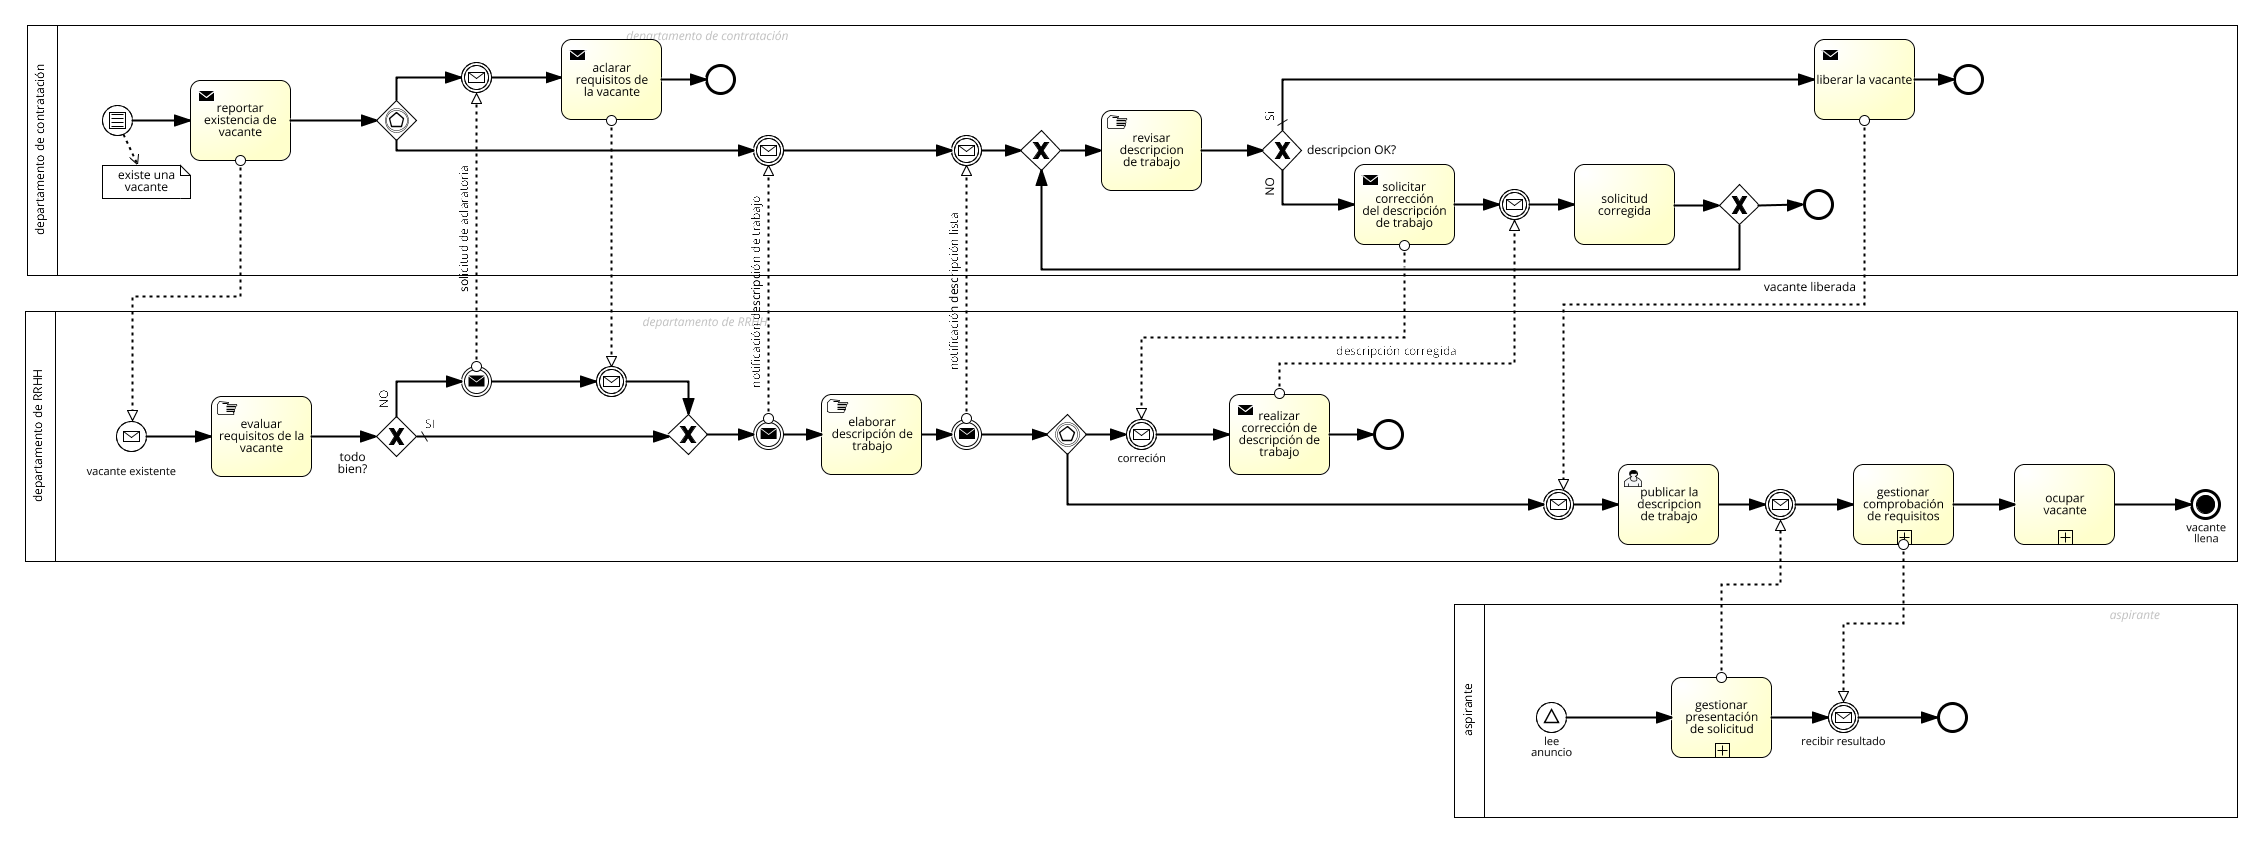 departamento de contratación
departamento de contratación
reportar
existencia de
vacante
existe una
vacante
aclarar
requisitos de
la vacante
solicitud de aclaratoria
notificación descripción de trabajo
notificación descripción lista
revisar
descripcion
de trabajo
Si
descripcion OK?
NO
solicitar
corrección
del descripción
de trabajo
solicitud
corregida
liberar la vacante
vacante liberada
departamento de RRHH
departamento de RRHH
vacante existente
evaluar
requisitos de la
vacante
todo
bien?
NO
SI
elaborar
descripción de
trabajo
correción
descripción corregida
realizar
corrección de
descripción de
trabajo
publicar la
descripcion
de trabajo
gestionar
comprobación
de requisitos
ocupar
vacante
vacante
llena
aspirante
aspirante
lee
anuncio
gestionar
presentación
de solicitud
recibir resultado